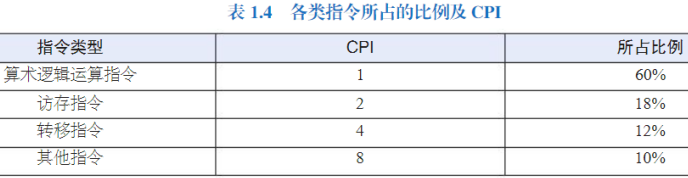 表 1.4 各类指令所占的比例及 CPI
指令类型 CPI 所占比例
算术逻辑运算指令 1 60%
访存指令 2 18%
转移指令 4 12%
其他指令 8 10%